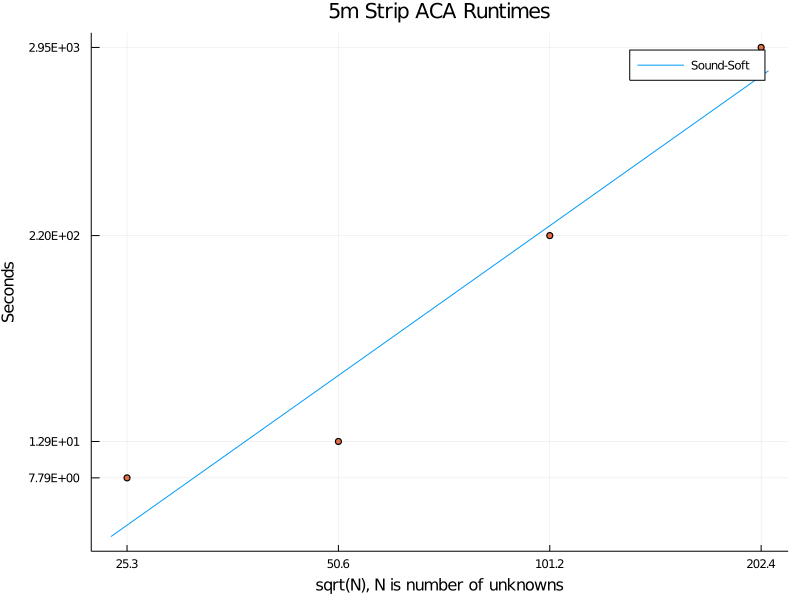 5m Strip ACA Runtimes
2.95E+03
Sound-Soft
2.20E+02
Seconds
1.29E+01
7.79E+00
25.3 50.6 101.2 202.4
sqrt(N), N is number of unknowns